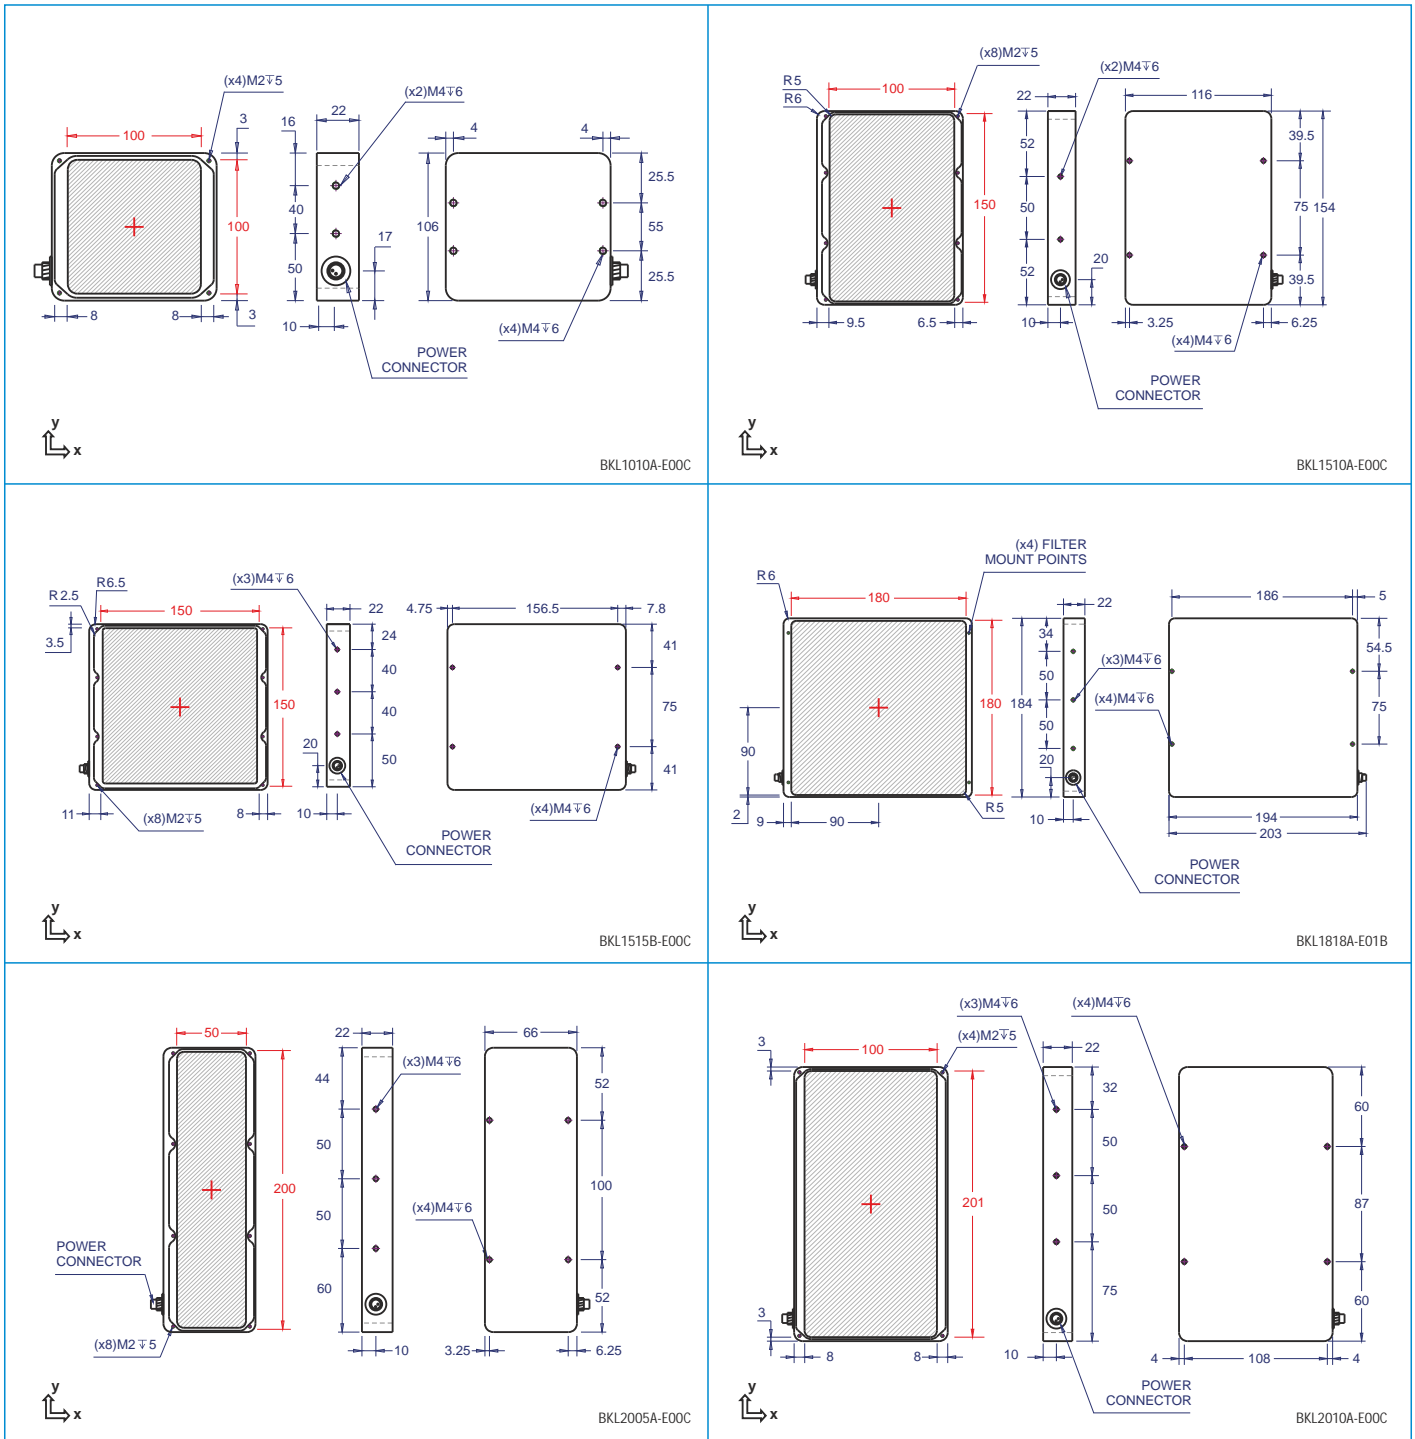 (x4)M2↧5
(x2)M4↧6
22
3
16
100
4
4
25.5
40
100
17
106
55
50
25.5
8
8
3
10
(x4)M4↧6
POWER
CONNECTOR
y
x
BKL1010A-E00C
(x8)M2↧5
(x2)M4↧6
R5
R6
100
22
116
39.5
52
150
50
75
154
52
20
39.5
9.5
6.5
10
3.25
6.25
(x4)M4↧6
POWER
CONNECTOR
y
x
BKL1510A-E00C
(x3)M4↧6
R6.5
R2.5
150
22
4.75
156.5
7.8
3.5
24
41
40
150
40
75
20
50
41
11
(x8)M2↧5
8
10
(x4)M4↧6
POWER
CONNECTOR
y
x
BKL1515B-E00C
(x4) FILTER
MOUNT POINTS
R6
180
22
186
5
34
54.5
(x3)M4↧6
50
(x4)M4↧6
180
184
75
50
90
20
2
9
90
R5
10
194
203
POWER
CONNECTOR
y
x
BKL1818A-E01B
50
22
66
(x3)M4↧6
44
52
50
200
100
50
(x4)M4↧6
POWER
CONNECTOR
60
52
(x8)M2↧5
10
3.25
6.25
y
x
BKL2005A-E00C
(x3)M4↧6
(x4)M4↧6
(x4)M2↧5
3
100
22
32
60
50
201
50
87
75
60
3
8
8
10
4
108
4
POWER
CONNECTOR
y
x
BKL2010A-E00C